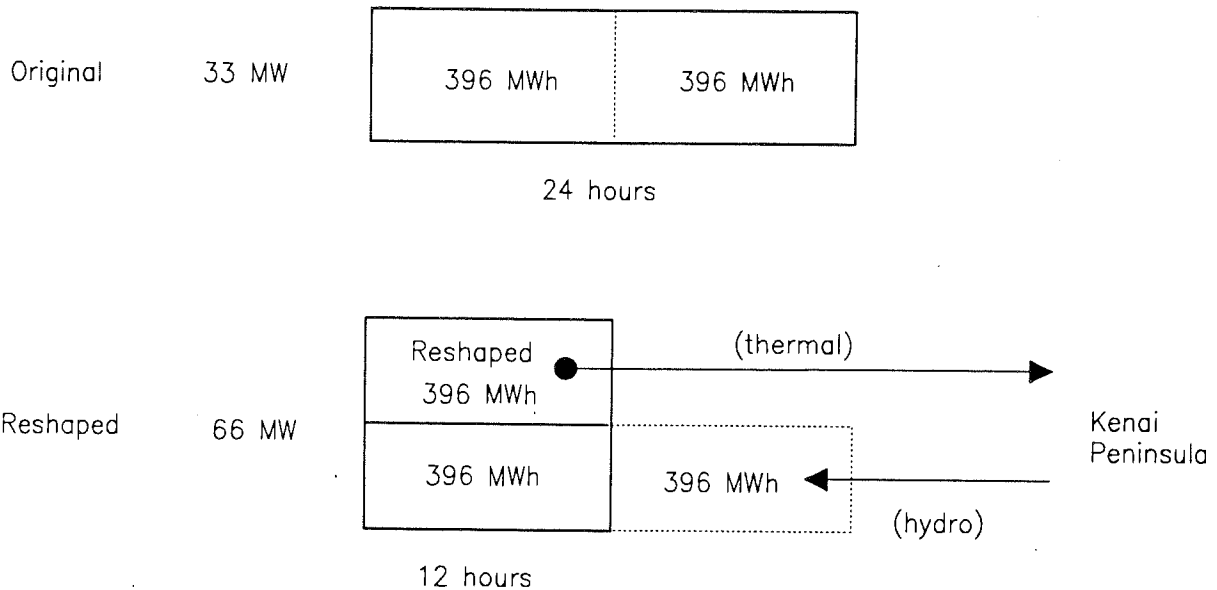 Original 33 MW 396 MWh 396 MWh
24 hours
Reshaped (thermal)
396 MWh
Reshaped 66 MW Kenai
Peninsula
396 MWh 396 MWh
(hydro)
12 hours